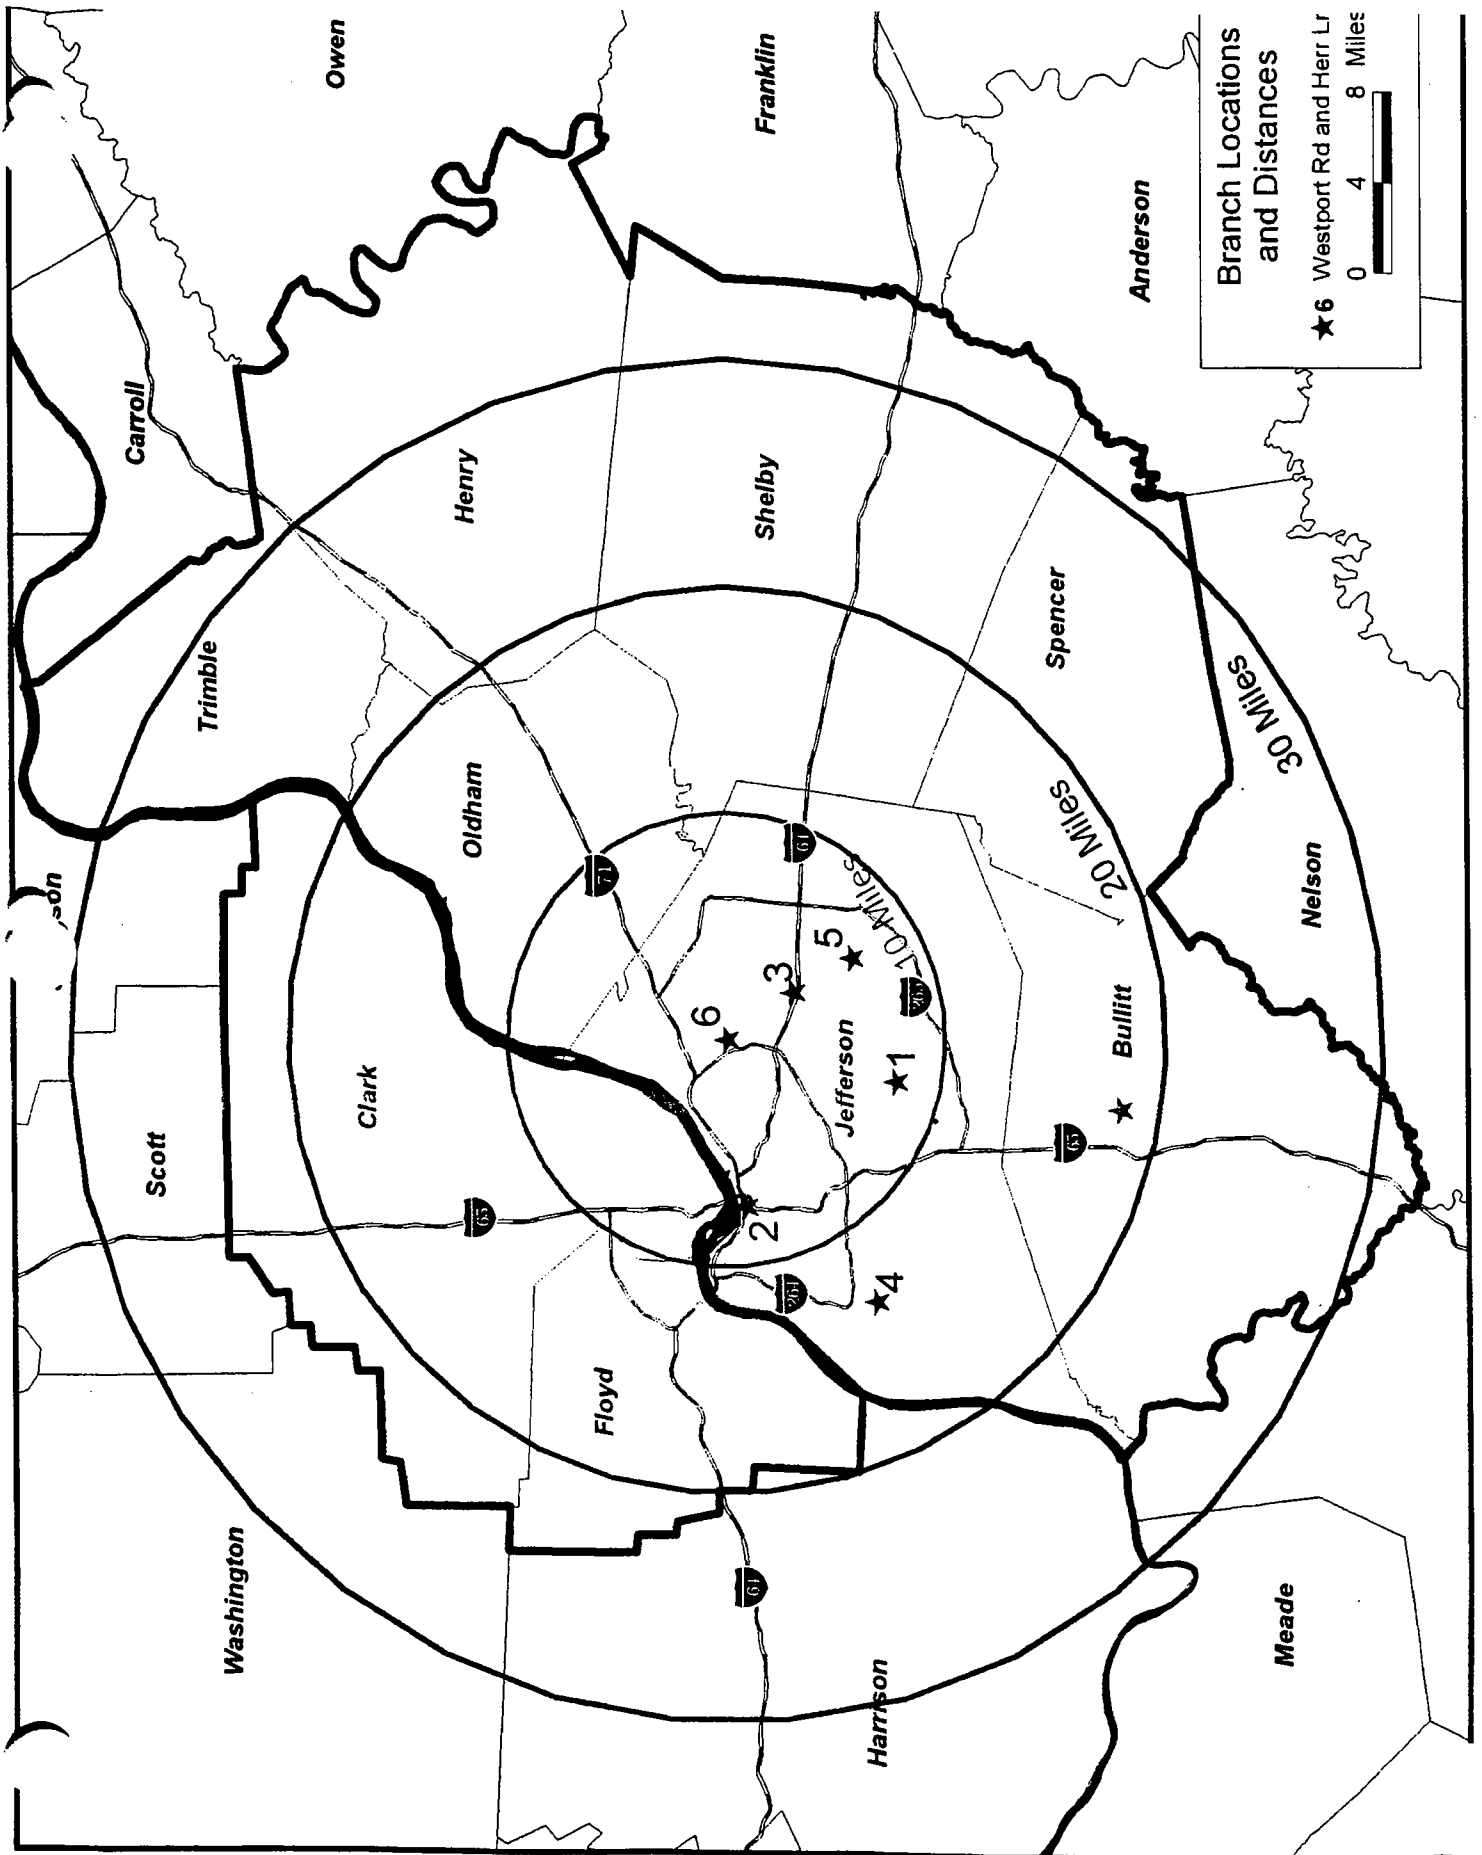 Owen
Franklin
Anderson
Carroll
Henry
Shelby
Trimble
Spencer
Oldham
30 Miles
20 Miles
10 Miles
71
64
son
Nelson
5
3
6
265
Clark
Jefferson
1
Bullitt
Scott
65
65
2
264
4
Floyd
Washington
64
Harrison
Meade
Branch Locations
and Distances
★6 Westport Rd and Herr Ln
0 4 8 Miles